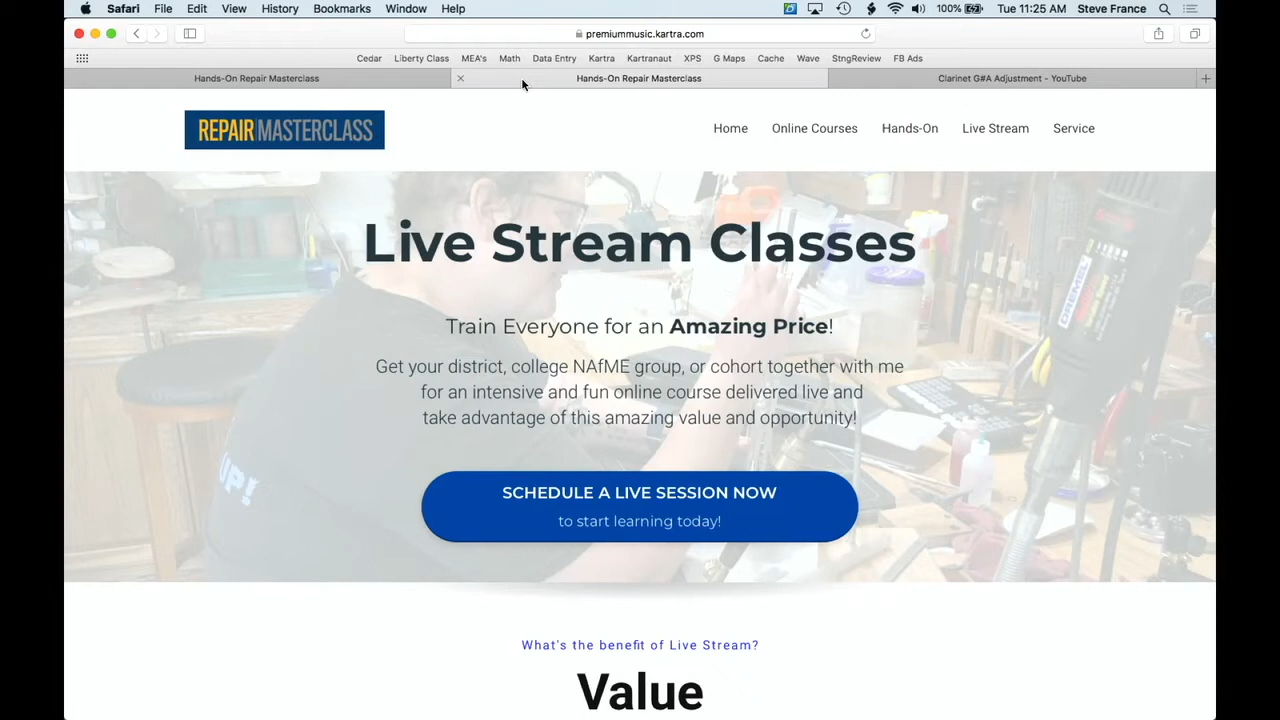 Safari File Edit View History Bookmarks Window Help 100% Tue 11:25 AM Steve France
premiummusic.kartra.com
Cedar Liberty Class MEA's Math Data Entry Kartra Kartranaut XPS G Maps Cache Wave StngReview FB Ads
Hands-On Repair Masterclass Hands-On Repair Masterclass Clarinet G#A Adjustment - YouTube
REPAIR MASTERCLASS
Home Online Courses Hands-On Live Stream Service
Live Stream Classes
Train Everyone for an Amazing Price!
Get your district, college NAfME group, or cohort together with me
for an intensive and fun online course delivered live and
take advantage of this amazing value and opportunity!
UP!
DREMEL
SCHEDULE A LIVE SESSION NOW
to start learning today!
What's the benefit of Live Stream?
Value